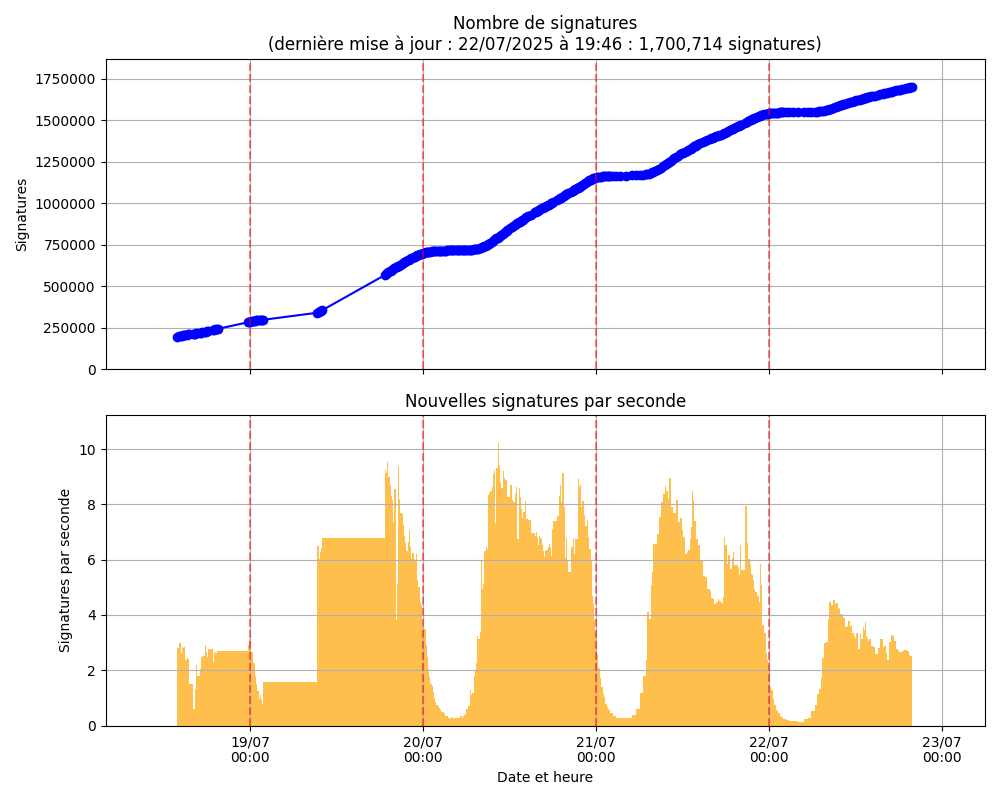 Nombre de signatures
(dernière mise à jour : 22/07/2025 à 19:46 : 1,700,714 signatures)
1750000
1500000
1250000
1000000
750000
500000
250000
0
Signatures
Nouvelles signatures par seconde
10
8
6
4
2
0
Signatures par seconde
19/07 20/07 21/07 22/07 23/07
00:00 00:00 00:00 00:00 00:00
Date et heure